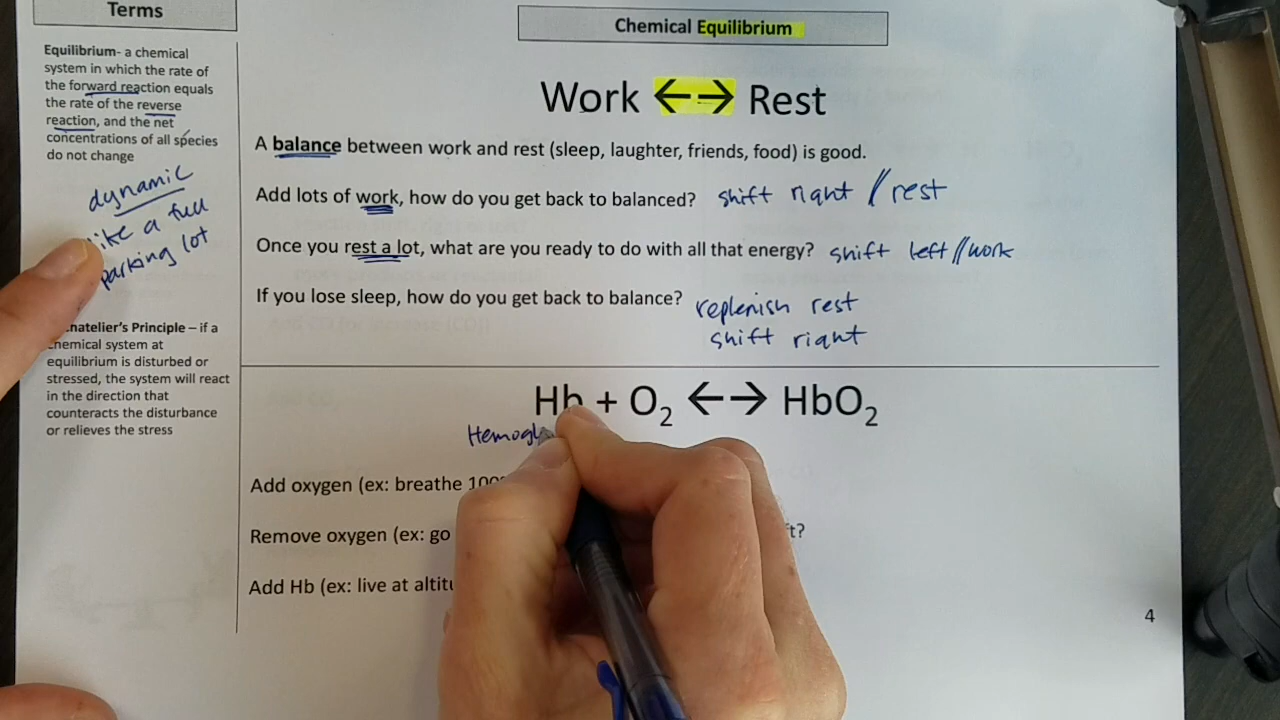 Terms
Chemical Equilibrium
Equilibrium- a chemical
system in which the rate of
the forward reaction equals
the rate of the reverse
reaction, and the net
concentrations of all species
do not change
dynamic
like a full
parking lot
natelier's Principle – if a
chemical system at
equilibrium is disturbed or
stressed, the system will react
in the direction that
counteracts the disturbance
or relieves the stress
Work ←→ Rest
A balance between work and rest (sleep, laughter, friends, food) is good.
Add lots of work, how do you get back to balanced? shift right // rest
Once you rest a lot, what are you ready to do with all that energy? shift left // work
If you lose sleep, how do you get back to balance? replenish rest
shift right
Hb + O₂ ←→ HbO₂
Hemogl
Add oxygen (ex: breathe 100
Remove oxygen (ex: go t?
Add Hb (ex: live at altit
4